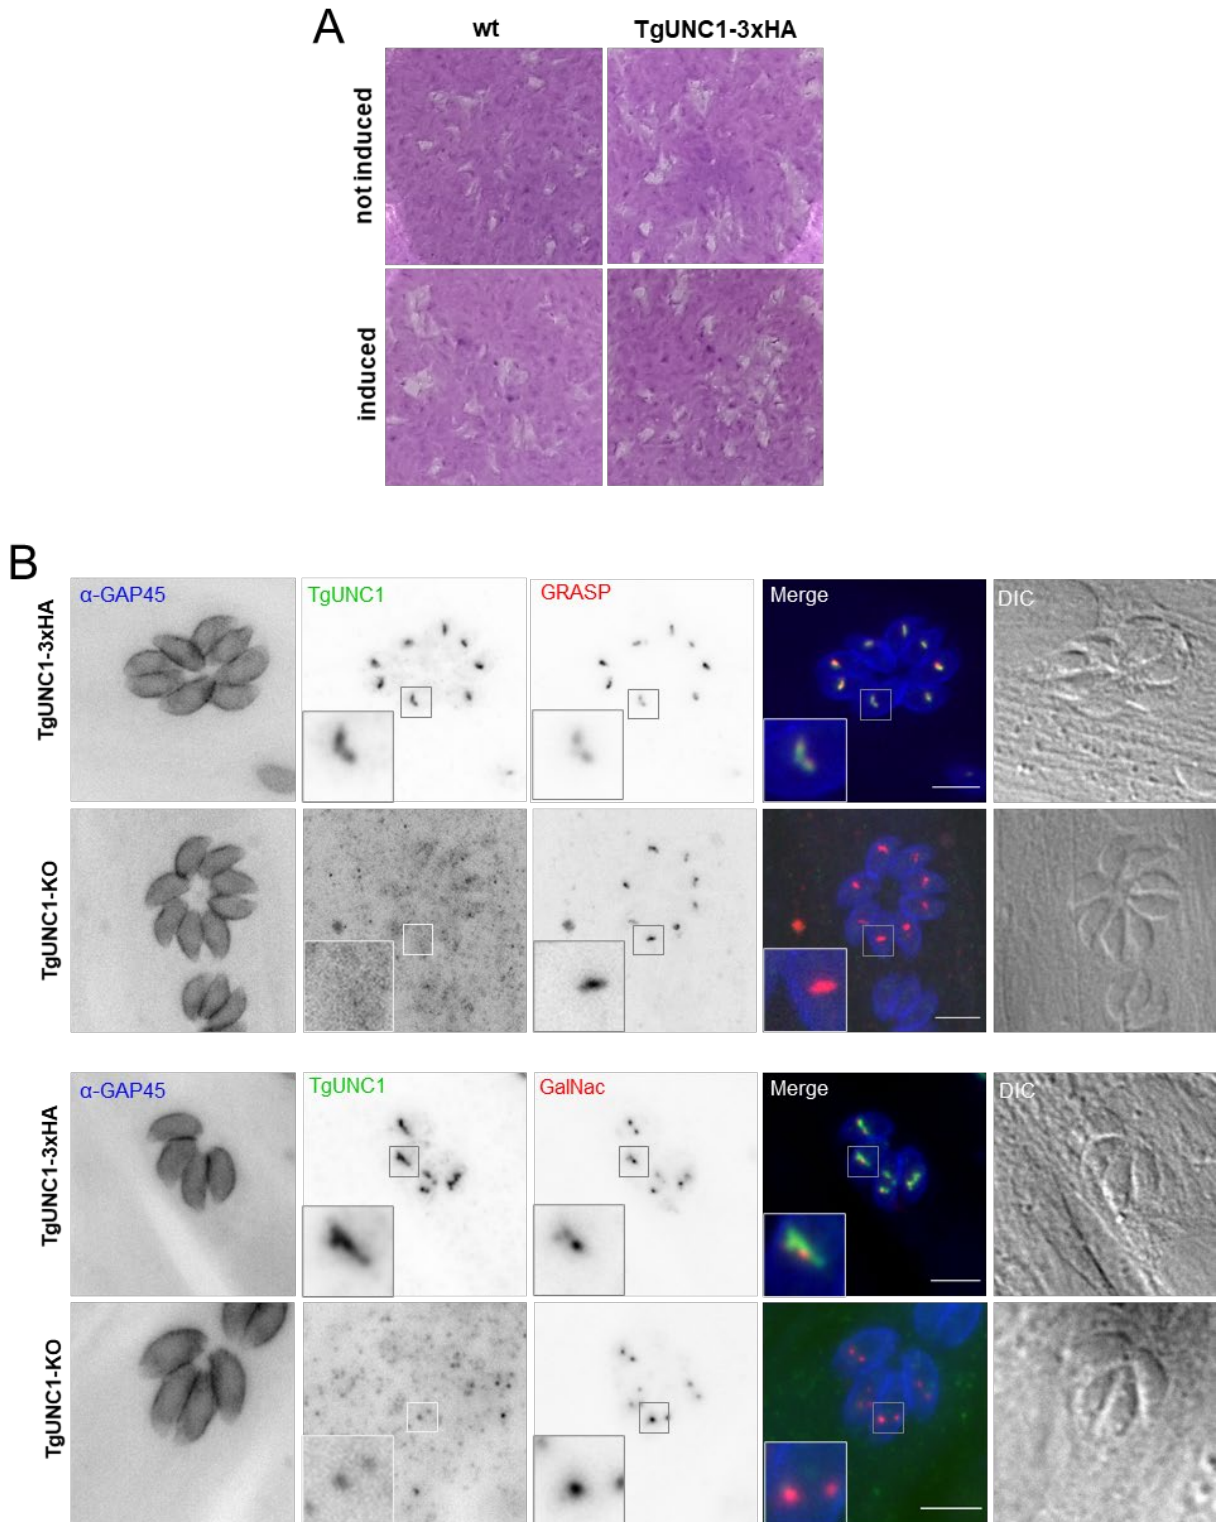 A
wt
TgUNC1-3xHA
not induced
induced
B
TgUNC1-3xHA
α-GAP45
TgUNC1
GRASP
Merge
DIC
TgUNC1-KO
TgUNC1-3xHA
α-GAP45
TgUNC1
GalNac
Merge
DIC
TgUNC1-KO